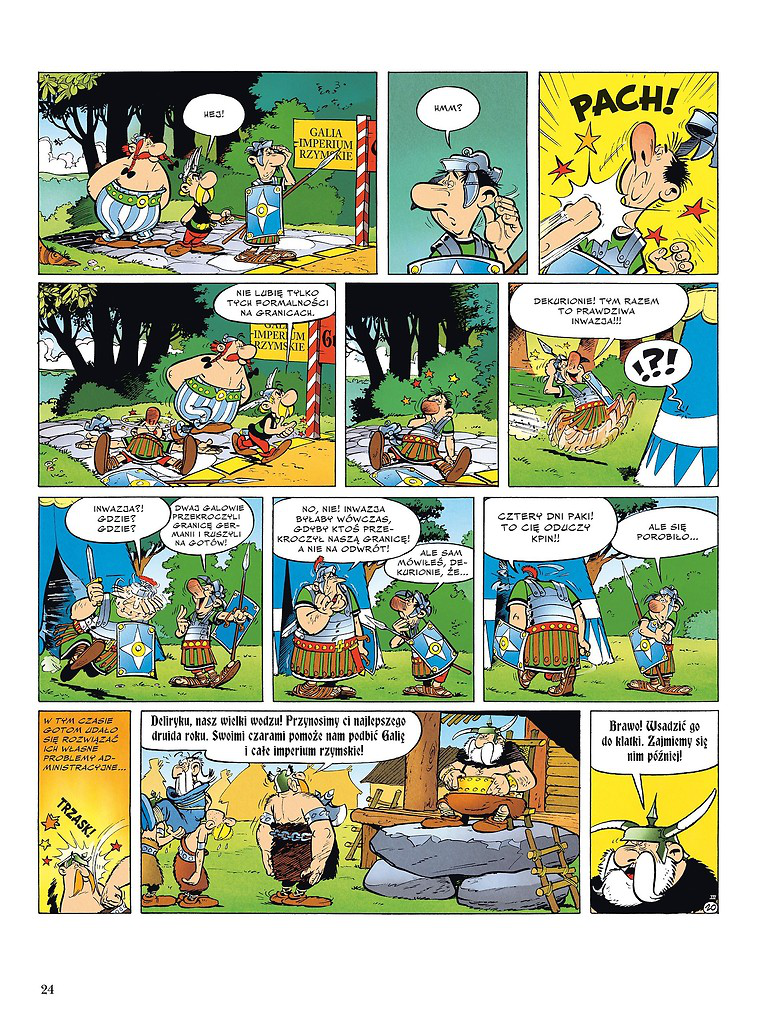 HEJ!
GALIA
IMPERIUM
RZYMSKIE
HMM?
PACH!
NIE LUBIĘ TYLKO
TYCH FORMALNOŚCI
NA GRANICACH.
IMPERIUM
RZYMSKIE
DEKURIONIE! TYM RAZEM
TO PRAWDZIWA
INWAZJA!!!
!?!
INWAZJA?!
GDZIE?
GDZIE?
DWAJ GALOWIE
PRZEKROCZYLI
GRANICĘ GER-
MANII I RUSZYLI
NA GOTÓW!
NO, NIE! INWAZJA
BYŁABY WÓWCZAS,
GDYBY KTOŚ PRZE-
KROCZYŁ NASZĄ GRANICĘ!
A NIE NA ODWRÓT!
ALE SAM
MÓWIŁEŚ, DE-
KURIONIE, ŻE...
CZTERY DNI PAKI!
TO CIĘ ODUCZY
KPIN!!
ALE SIĘ
POROBIŁO...
W TYM CZASIE
GOTOM UDAŁO
SIĘ ROZWIĄZAĆ
ICH WŁASNE
PROBLEMY AD-
MINISTRACYJNE...
TRZASK!
Deliryku, nasz wielki wodzu! Przynosimy ci najlepszego
druida roku. Swoimi czarami pomoże nam podbić Galię
i całe imperium rzymskie!
Brawo! Wsadzić go
do klatki. Zajmiemy się
nim później!
20
24